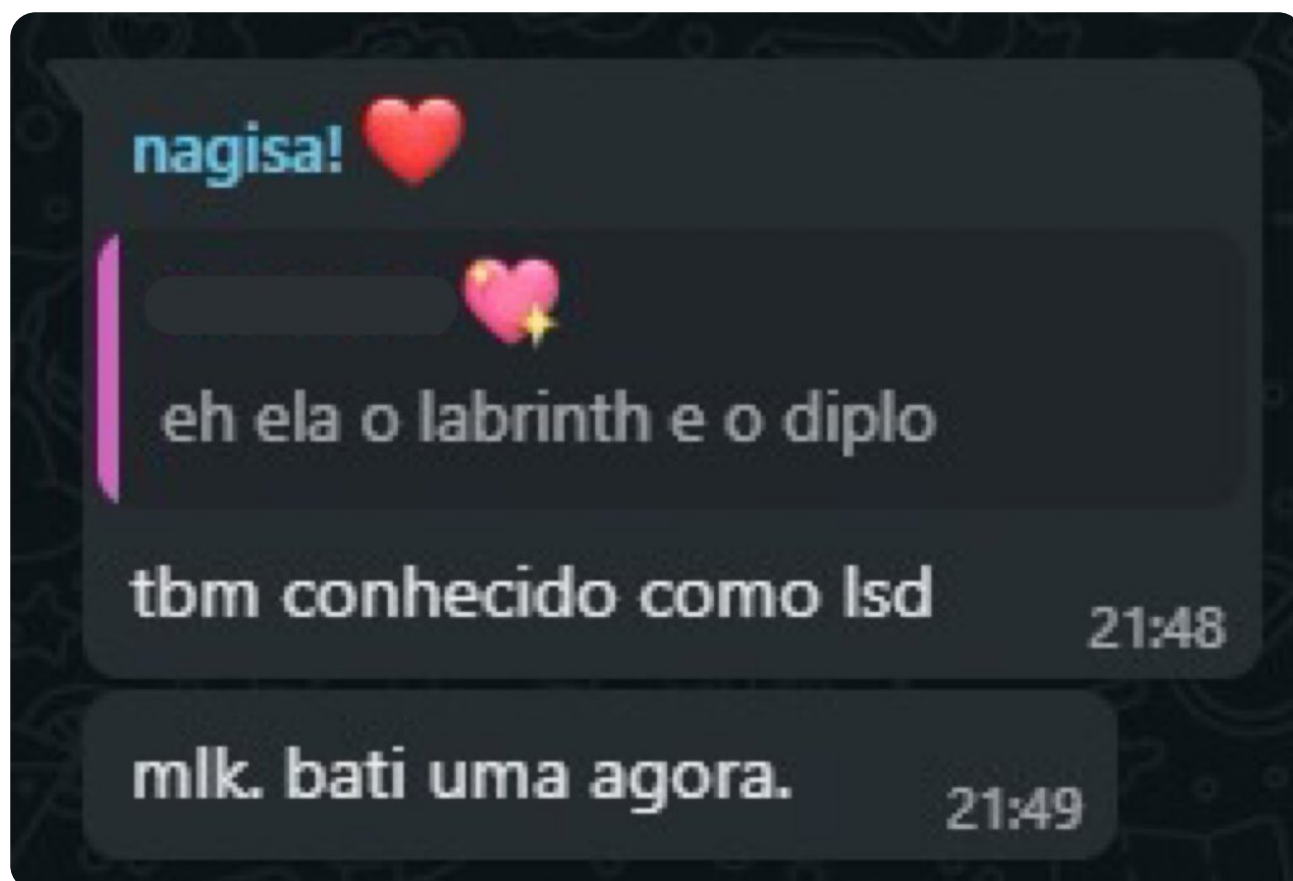 nagisa! ❤️
💖
eh ela o labrinth e o diplo
tbm conhecido como lsd
21:48
mlk. bati uma agora.
21:49